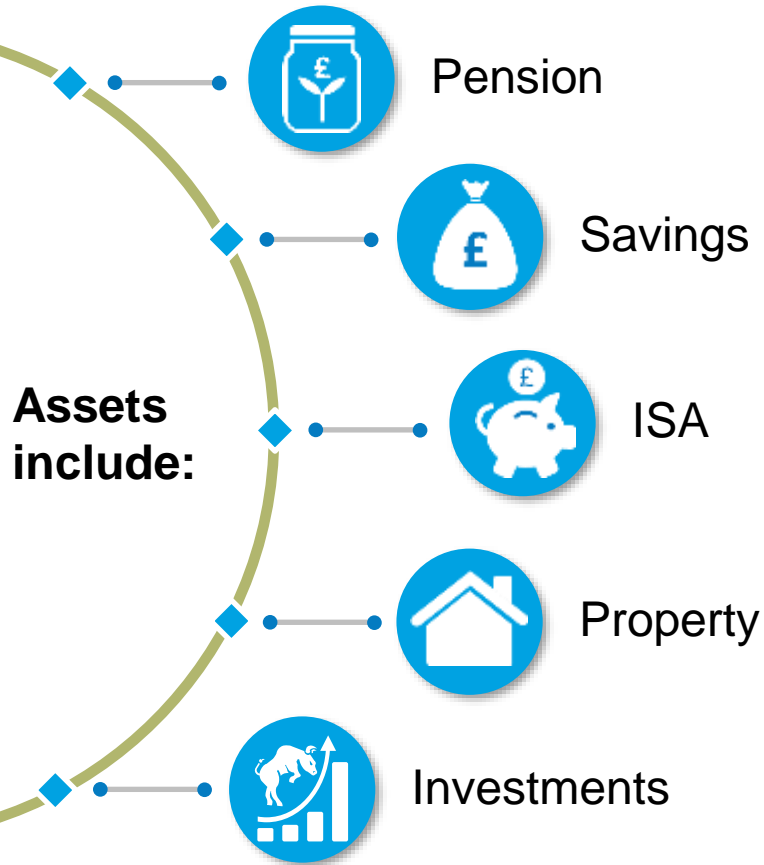 £
Pension
£
Savings
Assets
include:
£
ISA
Property
Investments